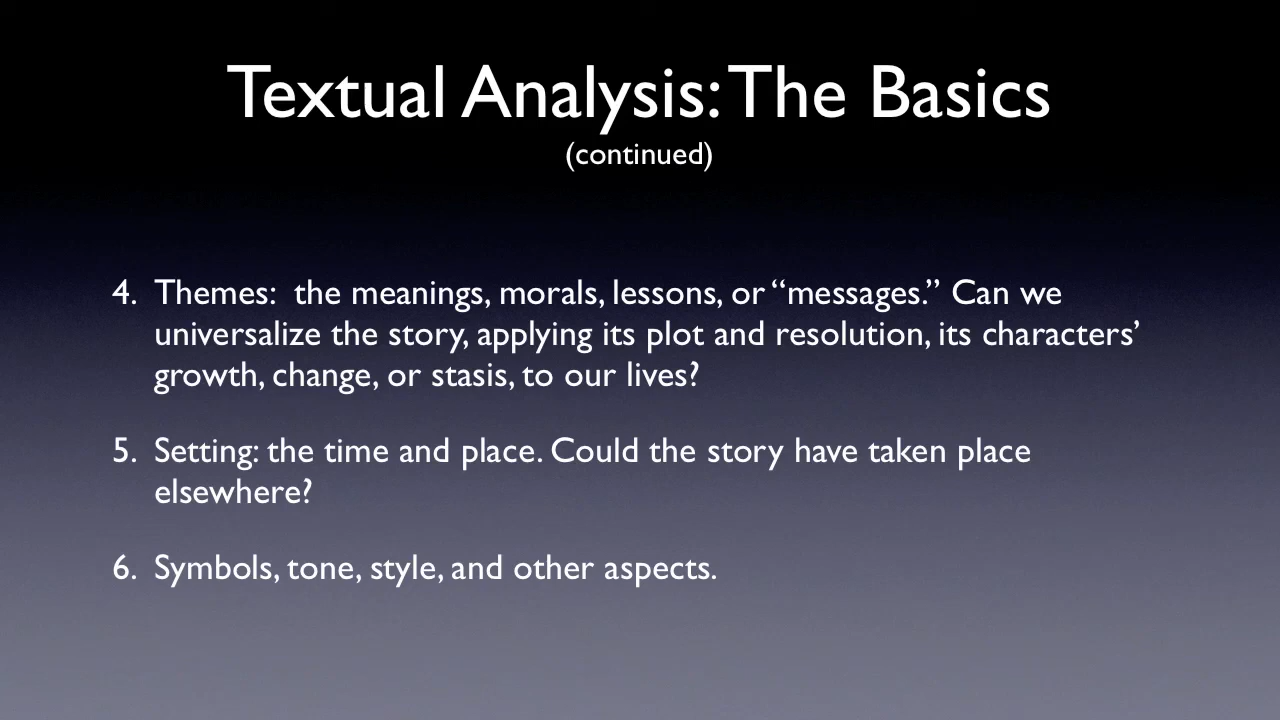 Textual Analysis: The Basics
(continued)
4. Themes:  the meanings, morals, lessons, or “messages.” Can we
universalize the story, applying its plot and resolution, its characters’
growth, change, or stasis, to our lives?
5. Setting: the time and place. Could the story have taken place
elsewhere?
6. Symbols, tone, style, and other aspects.